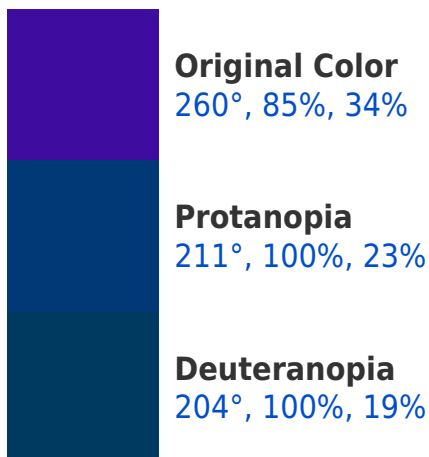 Original Color
260°, 85%, 34%
Protanopia
211°, 100%, 23%
Deuteranopia
204°, 100%, 19%